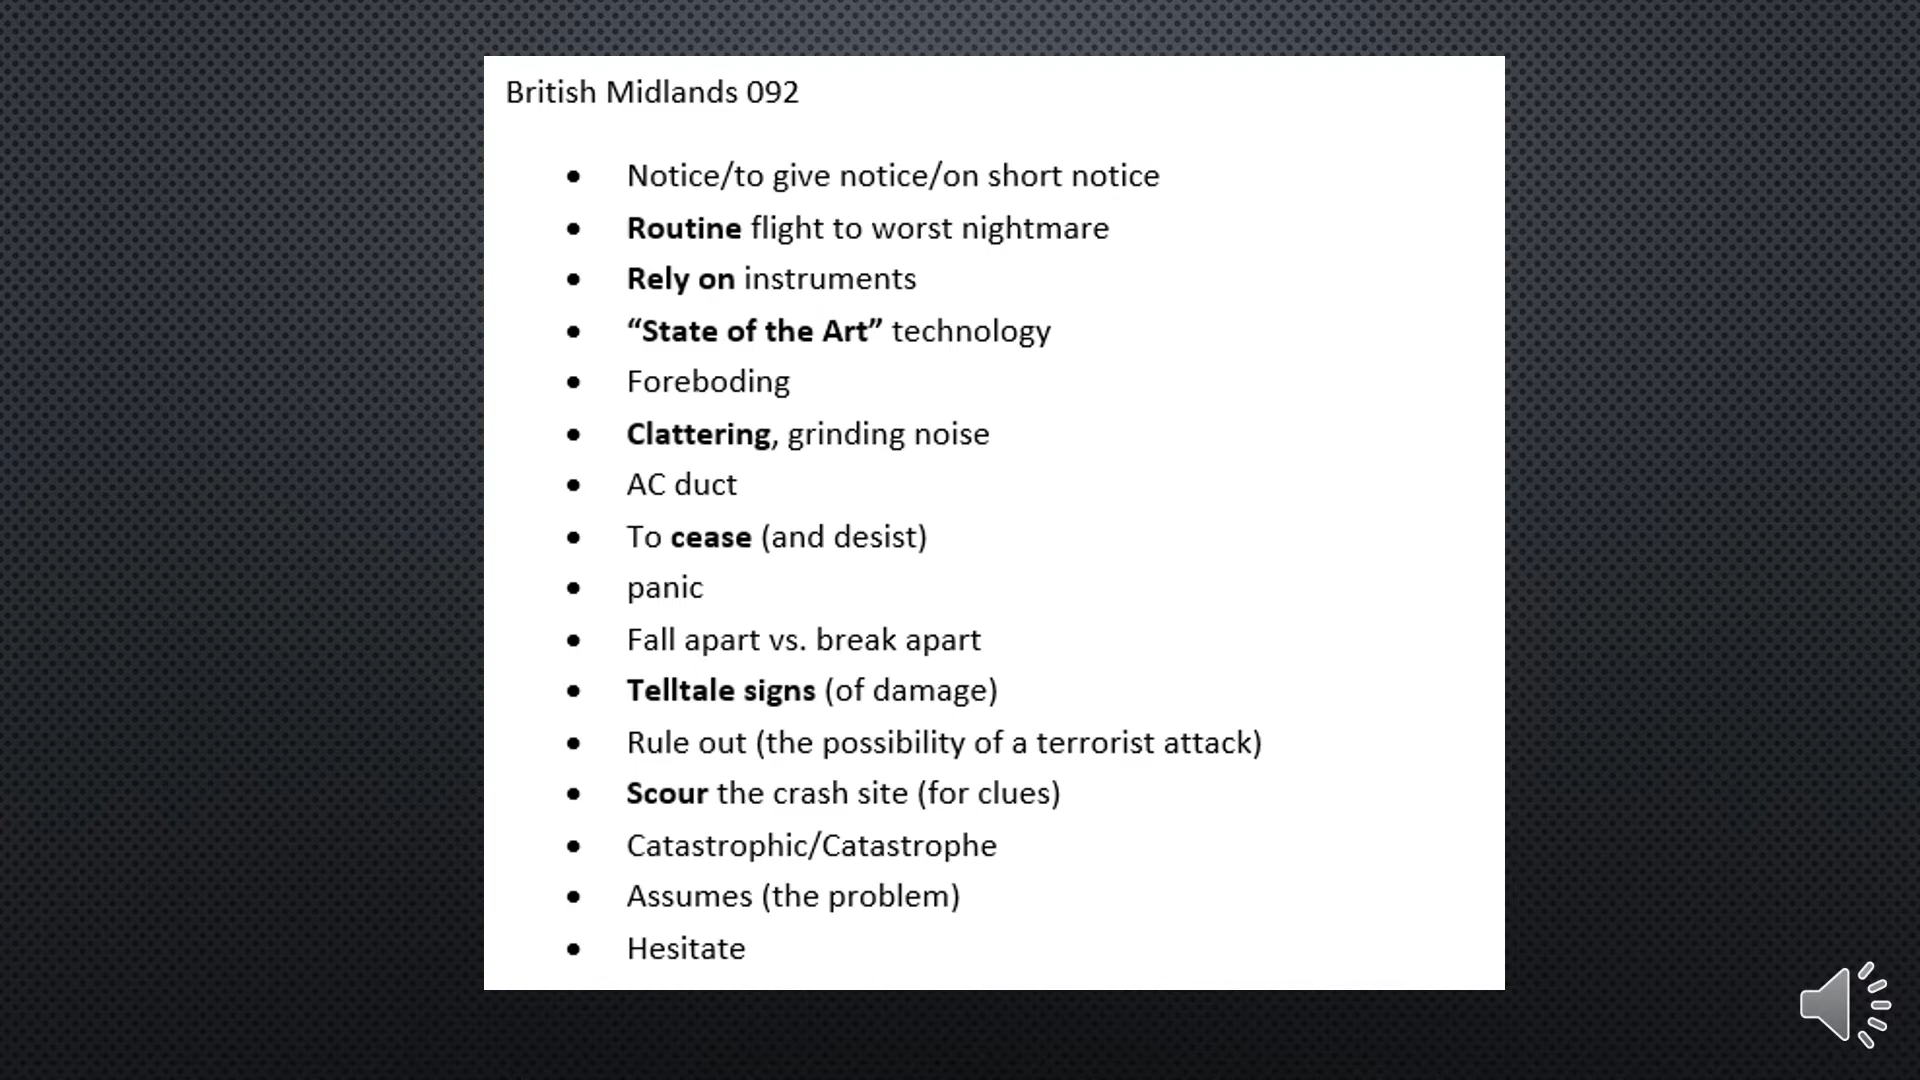 British Midlands 092
• Notice/to give notice/on short notice
• Routine flight to worst nightmare
• Rely on instruments
• “State of the Art” technology
• Foreboding
• Clattering, grinding noise
• AC duct
• To cease (and desist)
• panic
• Fall apart vs. break apart
• Telltale signs (of damage)
• Rule out (the possibility of a terrorist attack)
• Scour the crash site (for clues)
• Catastrophic/Catastrophe
• Assumes (the problem)
• Hesitate